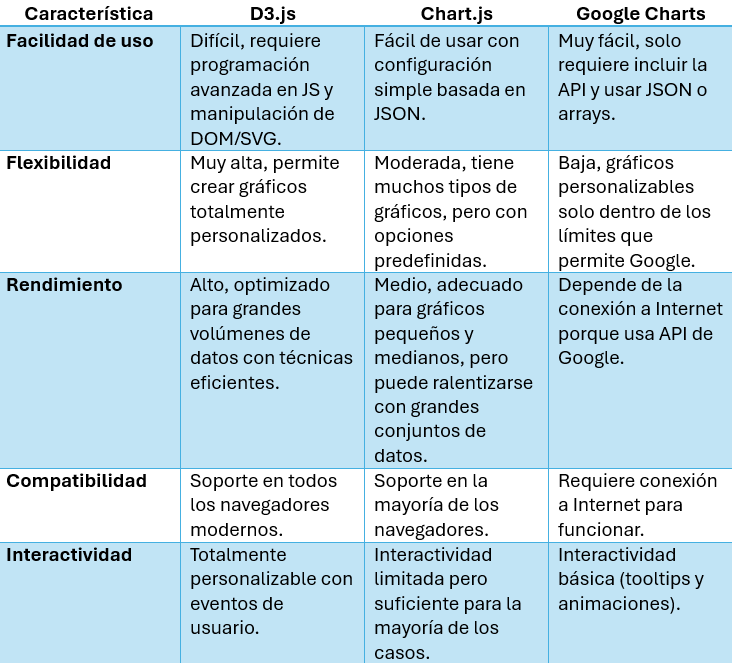 Característica D3.js Chart.js Google Charts
Facilidad de uso
Difícil, requiere
programación
avanzada en JS y
manipulación de
DOM/SVG.
Fácil de usar con
configuración
simple basada en
JSON.
Muy fácil, solo
requiere incluir la
API y usar JSON o
arrays.
Flexibilidad
Muy alta, permite
crear gráficos
totalmente
personalizados.
Moderada, tiene
muchos tipos de
gráficos, pero con
opciones
predefinidas.
Baja, gráficos
personalizables
solo dentro de los
límites que
permite Google.
Rendimiento
Alto, optimizado
para grandes
volúmenes de
datos con técnicas
eficientes.
Medio, adecuado
para gráficos
pequeños y
medianos, pero
puede ralentizarse
con grandes
conjuntos de
datos.
Depende de la
conexión a Internet
porque usa API de
Google.
Compatibilidad
Soporte en todos
los navegadores
modernos.
Soporte en la
mayoría de los
navegadores.
Requiere conexión
a Internet para
funcionar.
Interactividad
Totalmente
personalizable con
eventos de
usuario.
Interactividad
limitada pero
suficiente para la
mayoría de los
casos.
Interactividad
básica (tooltips y
animaciones).